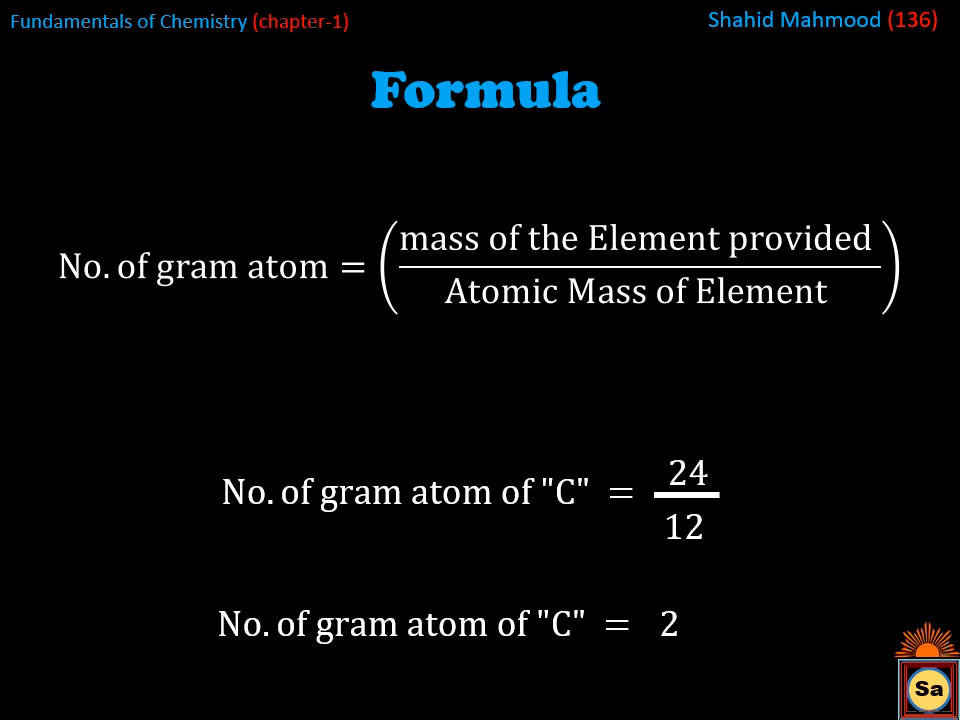 Fundamentals of Chemistry (chapter-1)
Shahid Mahmood (136)
Formula
No. of gram atom = (mass of the Element provided / Atomic Mass of Element)
No. of gram atom of "C" = 24 / 12
No. of gram atom of "C" = 2
Sa